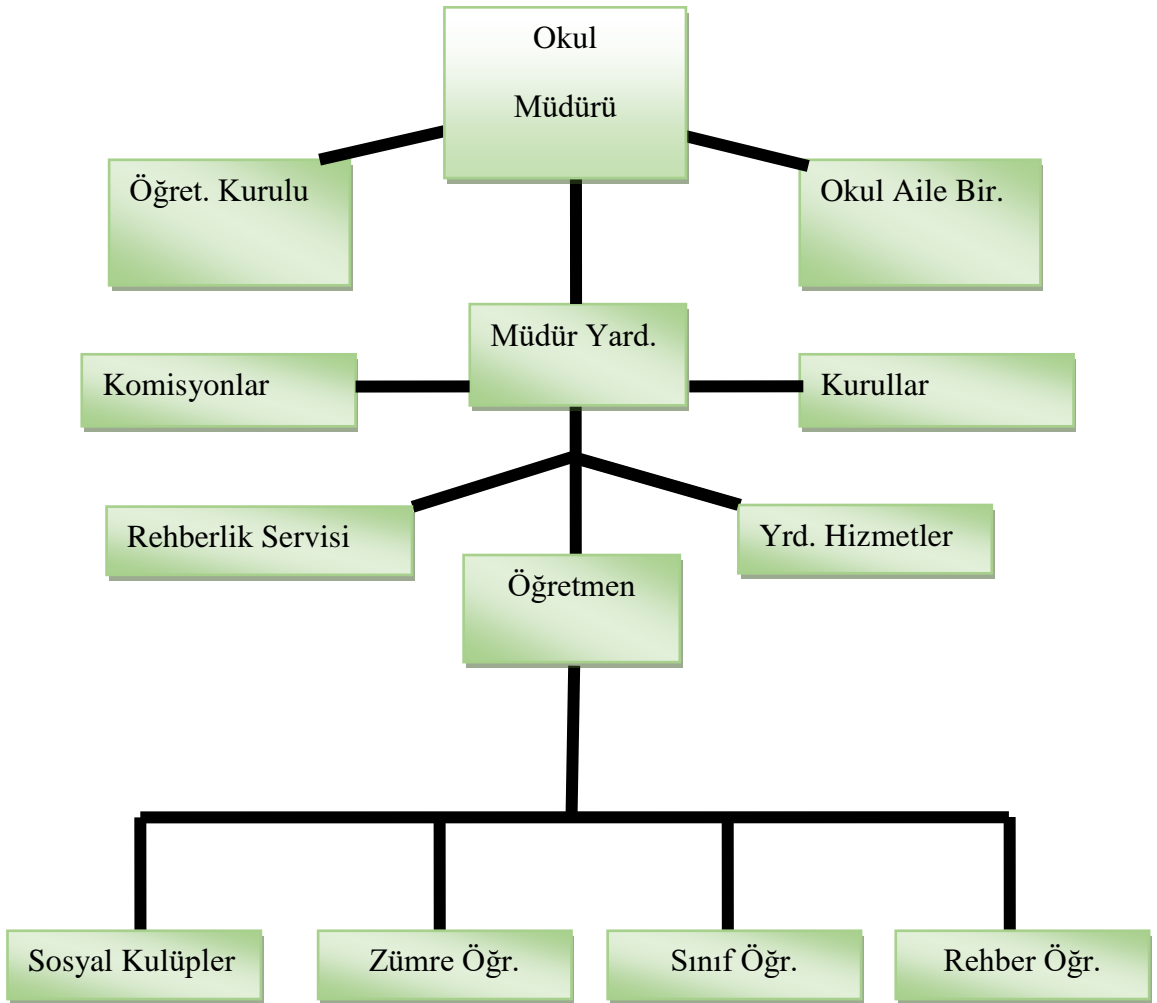 Okul
Müdürü
Öğret. Kurulu
Okul Aile Bir.
Müdür Yard.
Komisyonlar
Kurullar
Rehberlik Servisi
Yrd. Hizmetler
Öğretmen
Sosyal Kulüpler
Zümre Öğr.
Sınıf Öğr.
Rehber Öğr.